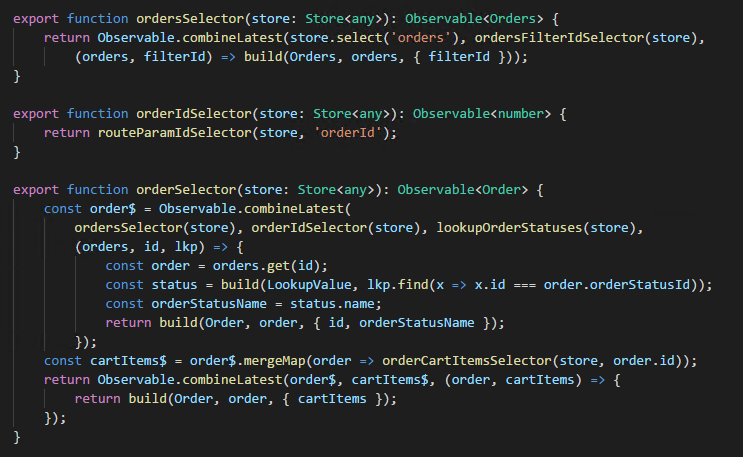 export function ordersSelector(store: Store<any>): Observable<Orders> {
    return Observable.combineLatest(store.select('orders'), ordersFilterIdSelector(store),
        (orders, filterId) => build(Orders, orders, { filterId }));
}

export function orderIdSelector(store: Store<any>): Observable<number> {
    return routeParamIdSelector(store, 'orderId');
}

export function orderSelector(store: Store<any>): Observable<Order> {
    const order$ = Observable.combineLatest(
        ordersSelector(store), orderIdSelector(store), lookupOrderStatuses(store),
        (orders, id, lkp) => {
            const order = orders.get(id);
            const status = build(LookupValue, lkp.find(x => x.id === order.orderStatusId));
            const orderStatusName = status.name;
            return build(Order, order, { id, orderStatusName });
        });
    const cartItems$ = order$.mergeMap(order => orderCartItemsSelector(store, order.id));
    return Observable.combineLatest(order$, cartItems$, (order, cartItems) => {
        return build(Order, order, { cartItems });
    });
}